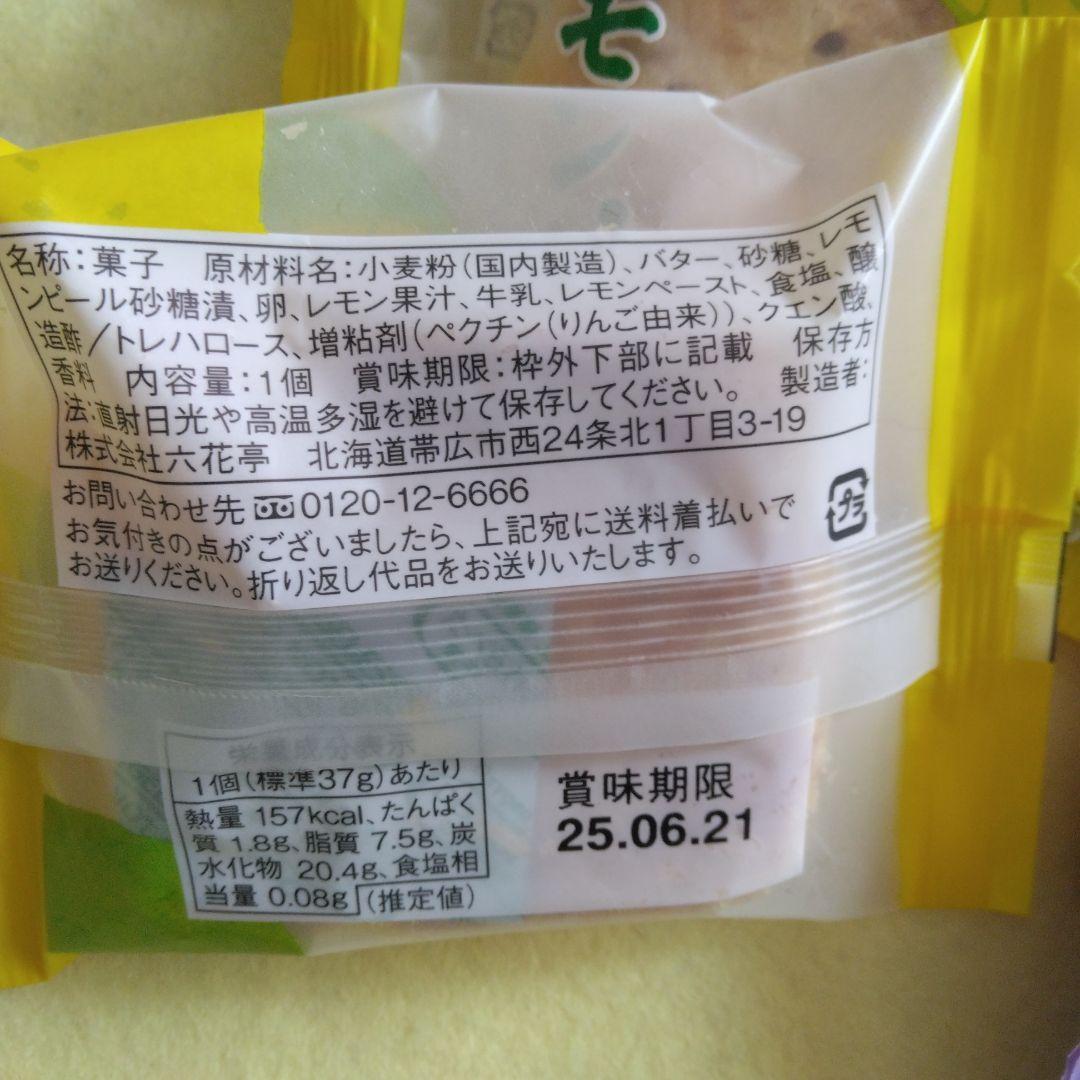 モ
名称：菓子　原材料名：小麦粉（国内製造）、バター、砂糖、レモ
ンピール砂糖漬、卵、レモン果汁、牛乳、レモンペースト、食塩、醸
造酢／トレハロース、増粘剤（ペクチン（りんご由来））、クエン酸、
香料　内容量：1個　賞味期限：枠外下部に記載　保存方
法：直射日光や高温多湿を避けて保存してください。　製造者：
株式会社六花亭　北海道帯広市西24条北1丁目3-19
お問い合わせ先 0120-12-6666
お気付きの点がございましたら、上記宛に送料着払いで
お送りください。折り返し代品をお送りいたします。
プラ
栄養成分表示
1個（標準37g）あたり
熱量 157kcal、たんぱく
質 1.8g、脂質 7.5g、炭
水化物 20.4g、食塩相
当量 0.08g（推定値）
賞味期限
25.06.21